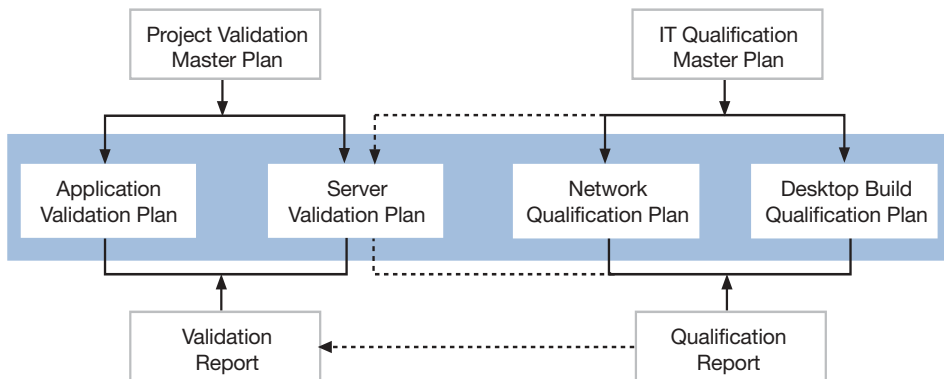 Project Validation
Master Plan
IT Qualification
Master Plan
Application
Validation Plan
Server
Validation Plan
Network
Qualification Plan
Desktop Build
Qualification Plan
Validation
Report
Qualification
Report